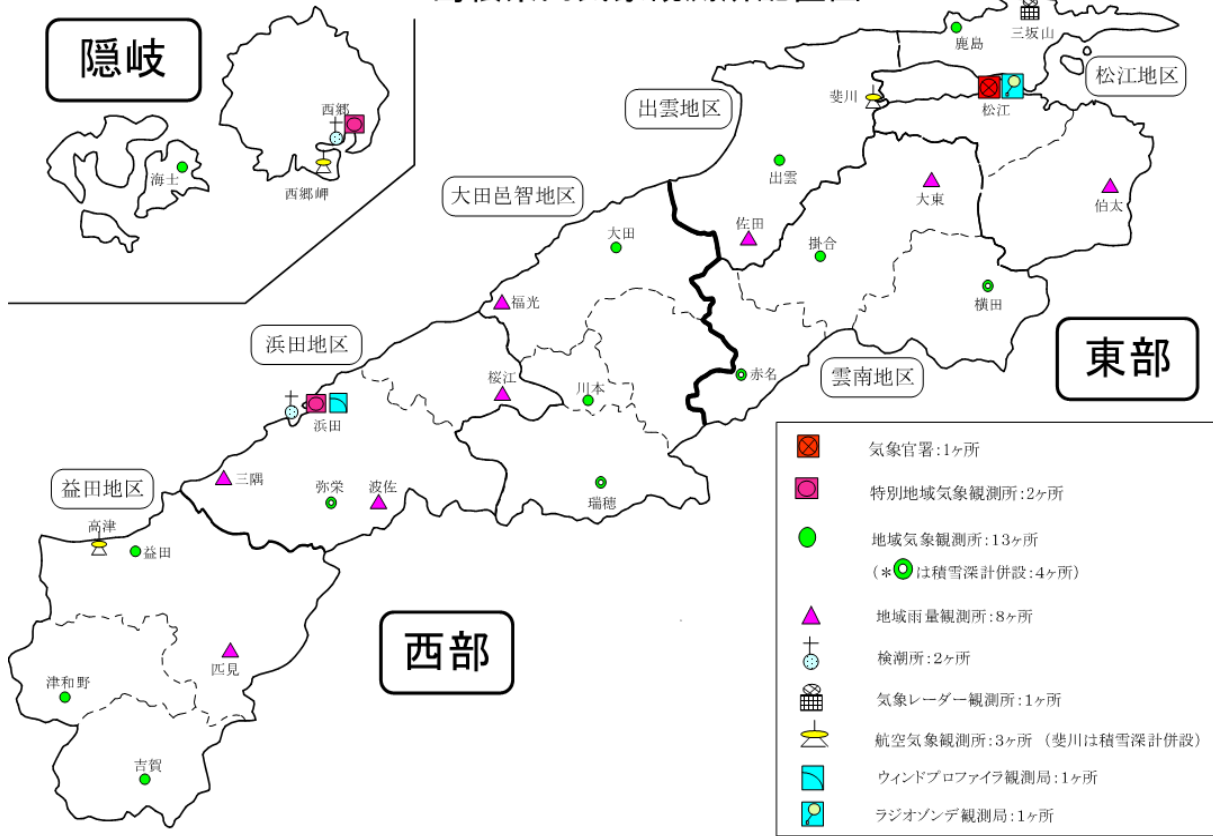 隠岐
西郷
海士
西郷岬
鹿島
三坂山
松江地区
出雲地区
斐川
松江
出雲
大東
伯太
大田邑智地区
佐田
大田
掛合
横田
福光
浜田地区
東部
赤名
雲南地区
桜江
川本
浜田
三隅
益田地区
弥栄
波佐
瑞穂
高津
益田
西部
匹見
津和野
吉賀
気象官署:1ヶ所
特別地域気象観測所:2ヶ所
地域気象観測所:13ヶ所
(*は積雪深計併設:4ヶ所)
地域雨量観測所:8ヶ所
検潮所:2ヶ所
気象レーダー観測所:1ヶ所
航空気象観測所:3ヶ所 (斐川は積雪深計併設)
ウィンドプロファイラ観測局:1ヶ所
ラジオゾンデ観測局:1ヶ所